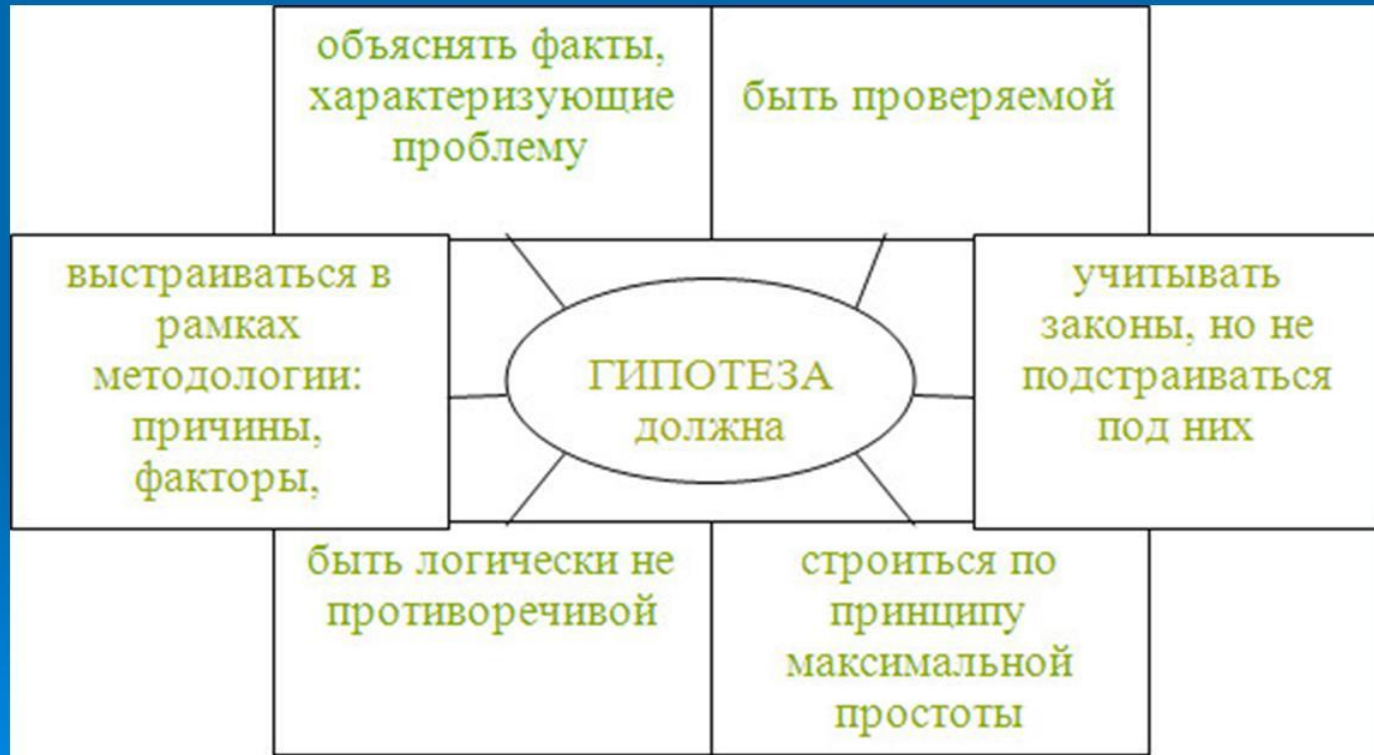 объяснять факты,
характеризующие
проблему
быть проверяемой
выстраиваться в
рамках
методологии:
причины,
факторы,
ГИПОТЕЗА
должна
учитывать
законы, но не
подстраиваться
под них
быть логически не
противоречивой
строиться по
принципу
максимальной
простоты